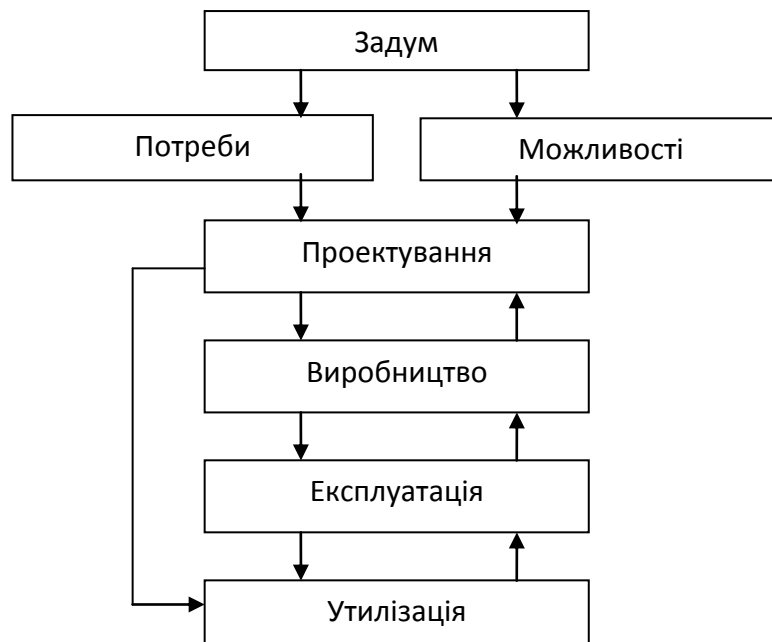 Задум
Потреби
Можливості
Проектування
Виробництво
Експлуатація
Утилізація